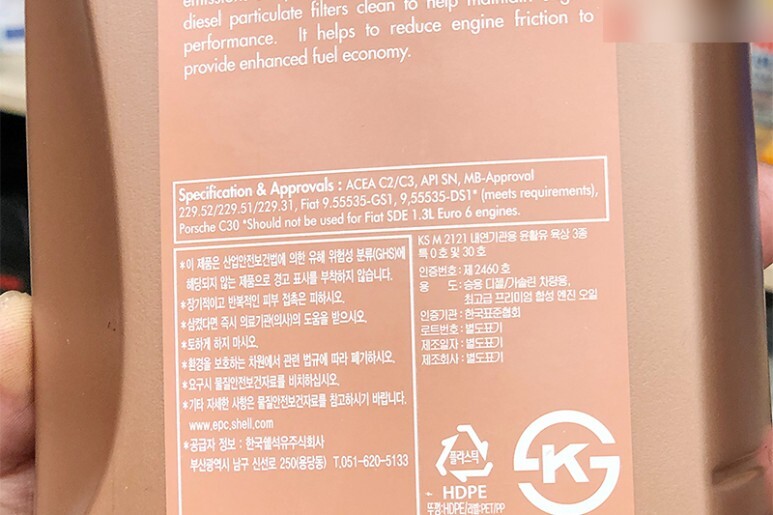 diesel particulate filters clean to help maintain
performance. It helps to reduce engine friction to
provide enhanced fuel economy.
Specification & Approvals : ACEA C2/C3, API SN, MB-Approval
229.52/229.51/229.31, Fiat 9.55535-GS1, 9,55535-DS1* (meets requirements),
Porsche C30 *Should not be used for Fiat SDE 1.3L Euro 6 engines.
*이 제품은 산업안전보건법에 의한 유해 위험성 분류(GHS)에
해당되지 않는 제품으로 경고 표시를 부착하지 않습니다.
*장기적이고 반복적인 피부 접촉은 피하시오.
*삼켰다면 즉시 의료기관(의사)의 도움을 받으시오.
*토하게 하지 마시오.
*환경을 보호하는 차원에서 관련 법규에 따라 폐기하시오.
*요구시 물질안전보건자료를 비치하십시오.
*기타 자세한 사항은 물질안전보건자료를 참고하시기 바랍니다.
www.epc.shell.com
*공급자 정보 : 한국쉘석유주식회사
부산광역시 남구 신선로 250(용당동) T.051-620-5133
KS M 2121 내연기관용 윤활유 육상 3종
특 0호 및 30호
인증번호 : 제 2460 호
용 도 : 승용 디젤/가솔린 차량용,
최고급 프리미엄 합성 엔진 오일
인증기관 : 한국표준협회
로트번호 : 별도표기
제조일자 : 별도표기
제조회사 : 별도표기
플라스틱
HDPE
뚜껑:HDPE/라벨:PET/PP
K